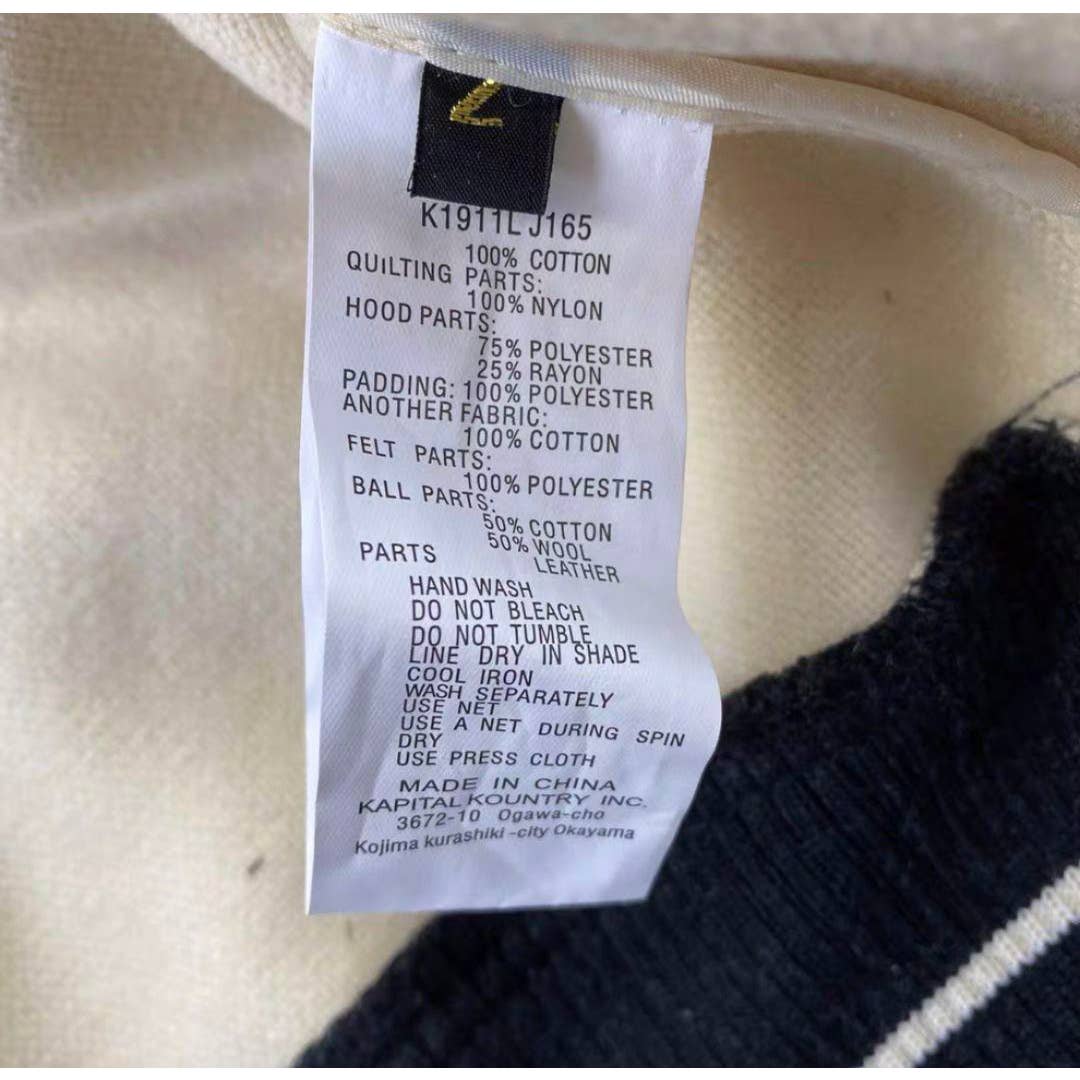 2
K1911LJ165
100% COTTON
QUILTING PARTS:
100% NYLON
HOOD PARTS:
75% POLYESTER
25% RAYON
PADDING: 100% POLYESTER
ANOTHER FABRIC:
100% COTTON
FELT PARTS:
100% POLYESTER
BALL PARTS:
50% COTTON
50% WOOL
PARTS LEATHER
HAND WASH
DO NOT BLEACH
DO NOT TUMBLE
LINE DRY IN SHADE
COOL IRON
WASH SEPARATELY
USE NET
USE A NET DURING SPIN
DRY
USE PRESS CLOTH
MADE IN CHINA
KAPITAL KOUNTRY INC.
3672-10 Ogawa-cho
Kojima kurashiki-city Okayama